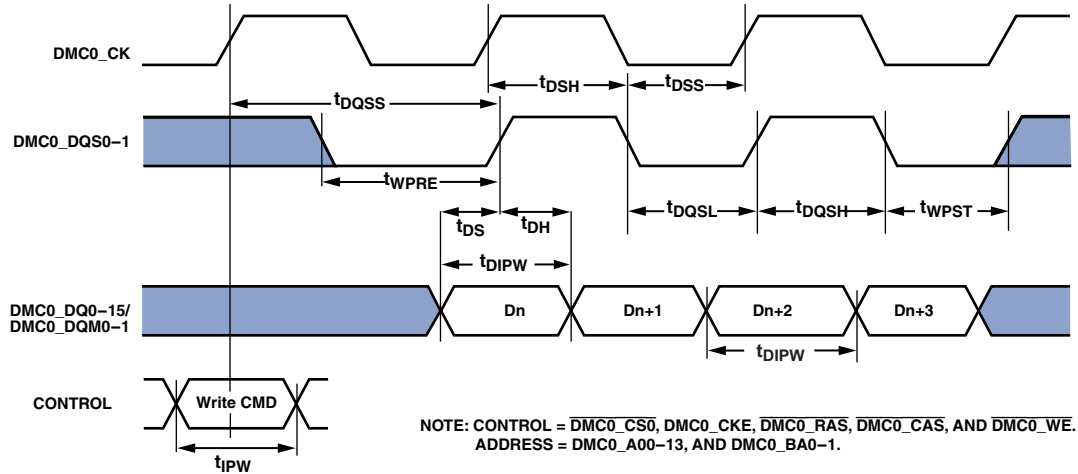 DMC0_CK
tDSH
tDSS
tDQSS
DMC0_DQS0–1
tWPRE
tDS
tDH
tDQSL
tDQSH
tWPST
tDIPW
DMC0_DQ0–15/
DMC0_DQM0–1
Dn
Dn+1
Dn+2
Dn+3
tDIPW
CONTROL
Write CMD
tIPW
NOTE: CONTROL = DMC0_CS0, DMC0_CKE, DMC0_RAS, DMC0_CAS, AND DMC0_WE.
ADDRESS = DMC0_A00–13, AND DMC0_BA0–1.